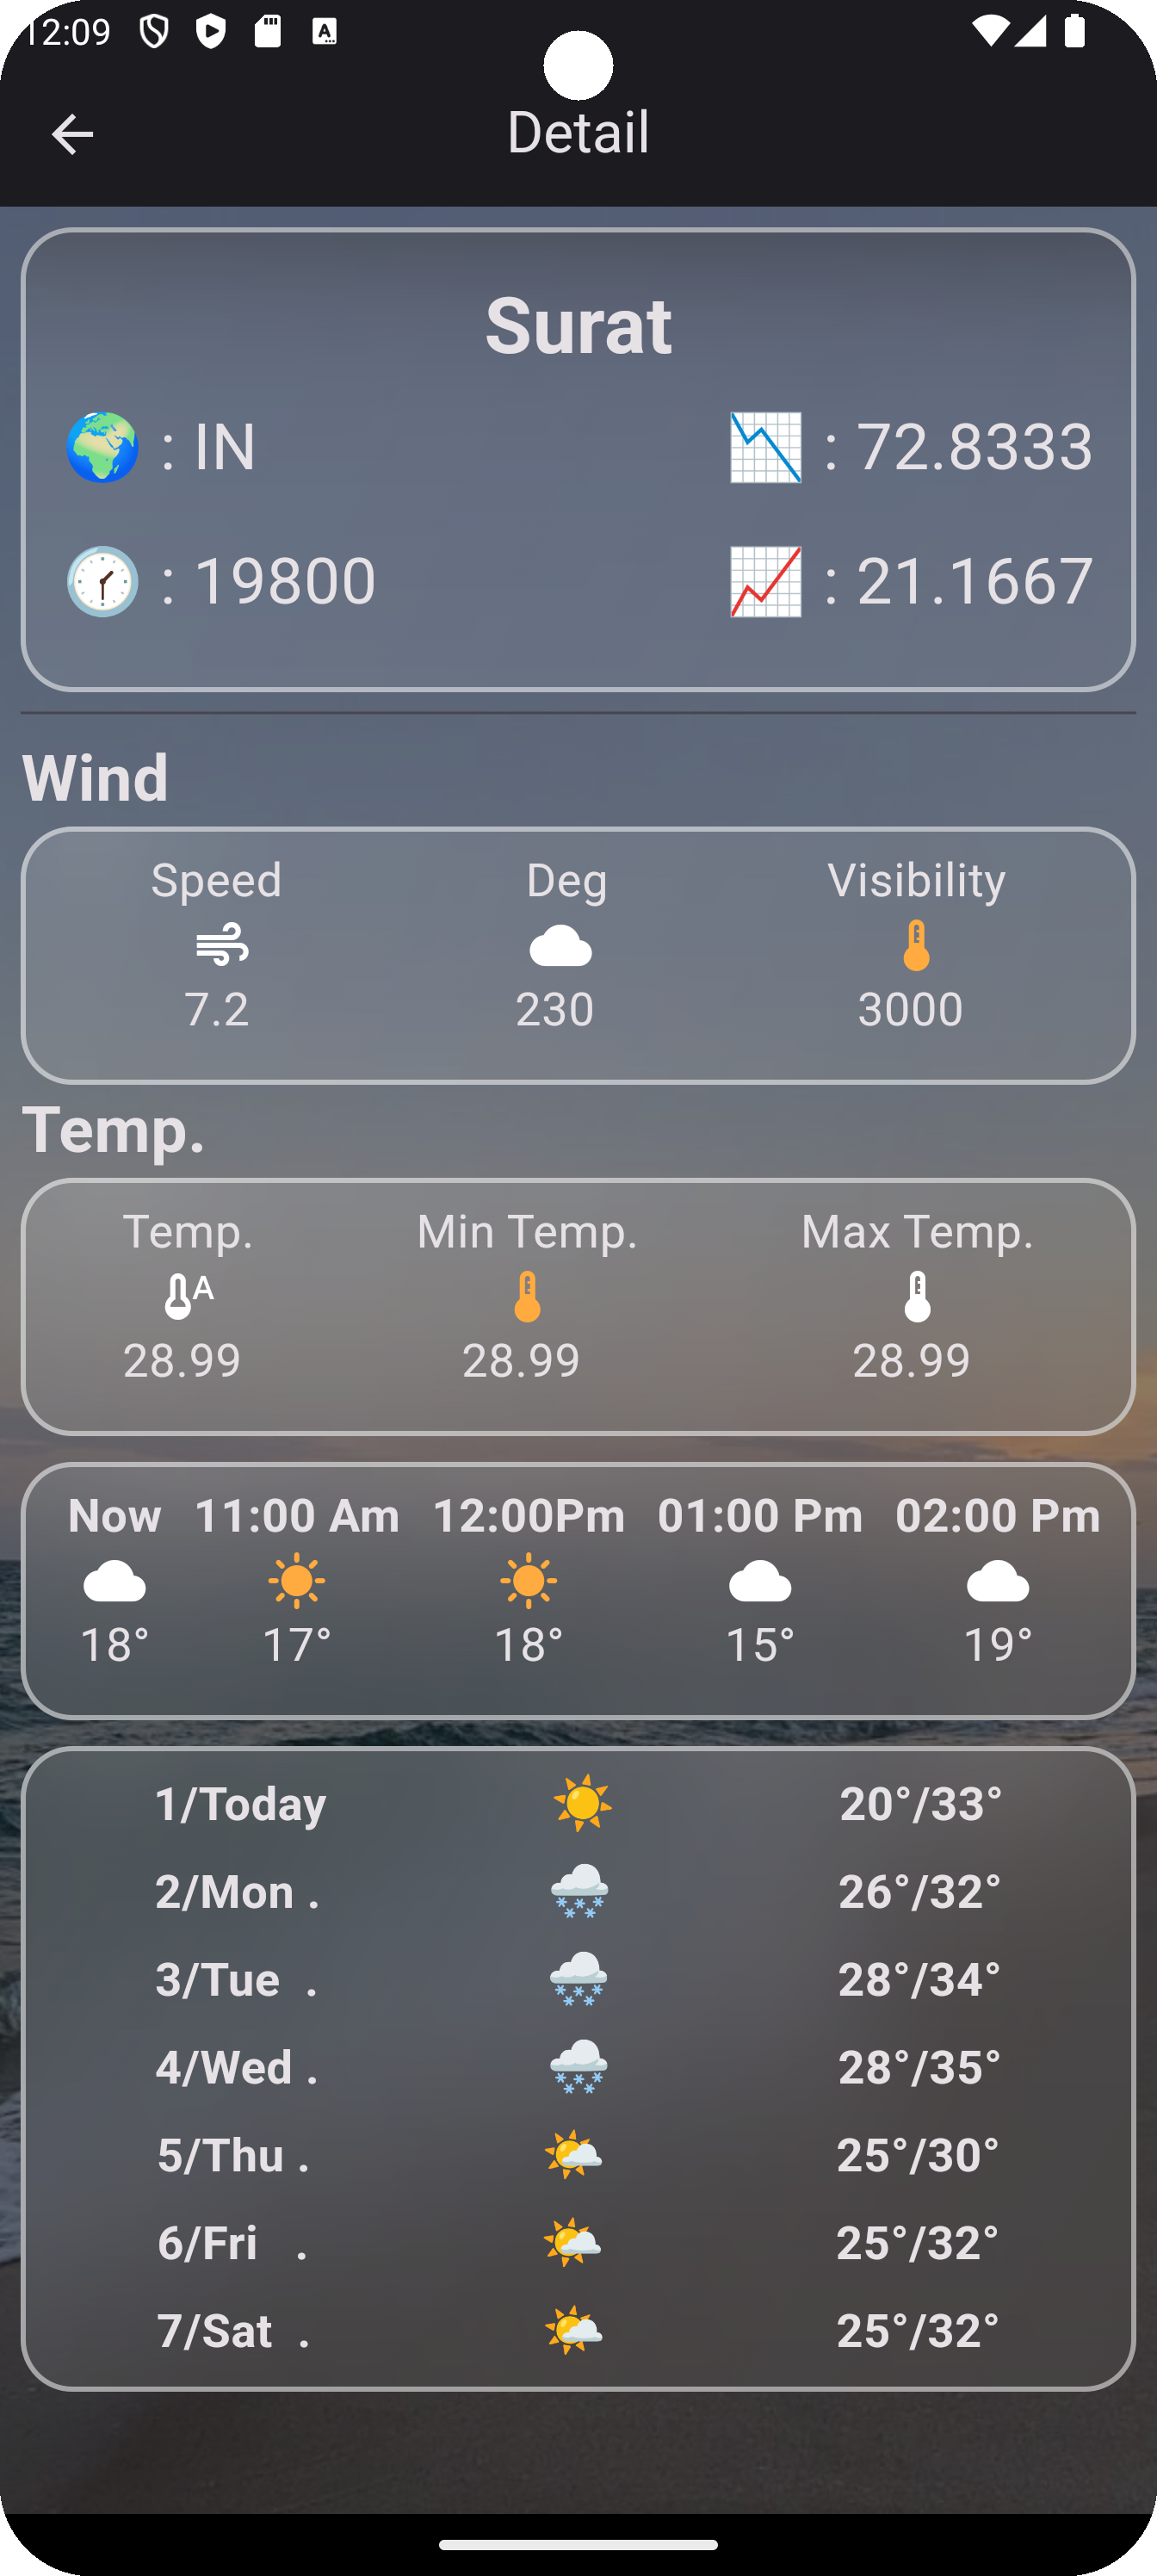 12:09
Detail
Surat
: IN : 72.8333
: 19800 : 21.1667
Wind
Speed Deg Visibility
7.2 230 3000
Temp.
Temp. Min Temp. Max Temp.
A
28.99 28.99 28.99
Now 11:00 Am 12:00Pm 01:00 Pm 02:00 Pm
18° 17° 18° 15° 19°
1/Today 20°/33°
2/Mon . 26°/32°
3/Tue  . 28°/34°
4/Wed . 28°/35°
5/Thu . 25°/30°
6/Fri   . 25°/32°
7/Sat  . 25°/32°